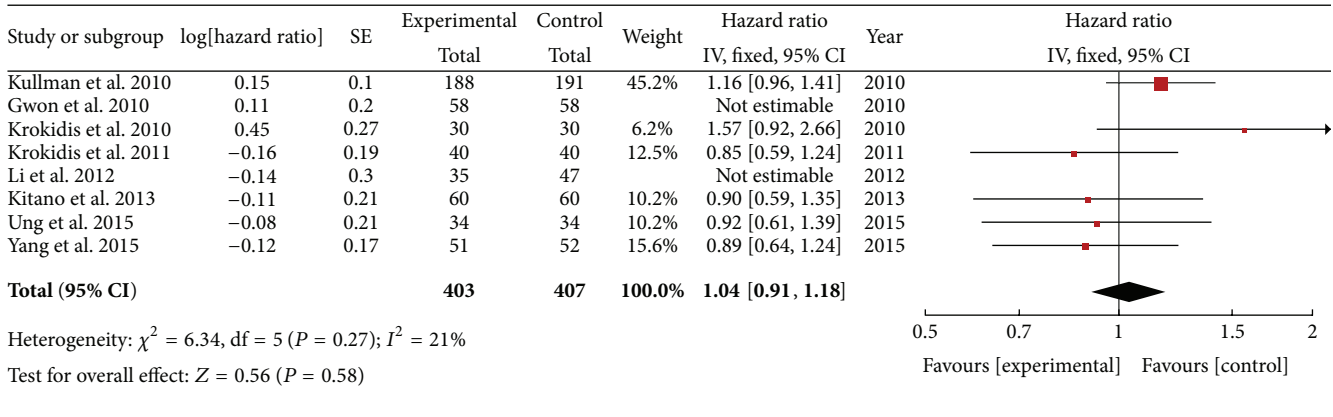 Study or subgroup log[hazard ratio] SE Experimental Total Control Total Weight Hazard ratio IV, fixed, 95% CI Year Hazard ratio IV, fixed, 95% CI
Kullman et al. 2010 0.15 0.1 188 191 45.2% 1.16 [0.96, 1.41] 2010
Gwon et al. 2010 0.11 0.2 58 58 Not estimable 2010
Krokidis et al. 2010 0.45 0.27 30 30 6.2% 1.57 [0.92, 2.66] 2010
Krokidis et al. 2011 −0.16 0.19 40 40 12.5% 0.85 [0.59, 1.24] 2011
Li et al. 2012 −0.14 0.3 35 47 Not estimable 2012
Kitano et al. 2013 −0.11 0.21 60 60 10.2% 0.90 [0.59, 1.35] 2013
Ung et al. 2015 −0.08 0.21 34 34 10.2% 0.92 [0.61, 1.39] 2015
Yang et al. 2015 −0.12 0.17 51 52 15.6% 0.89 [0.64, 1.24] 2015
Total (95% CI) 403 407 100.0% 1.04 [0.91, 1.18]
Heterogeneity: χ² = 6.34, df = 5 (P = 0.27); I² = 21%
Test for overall effect: Z = 0.56 (P = 0.58)
0.5 0.7 1 1.5 2
Favours [experimental] Favours [control]